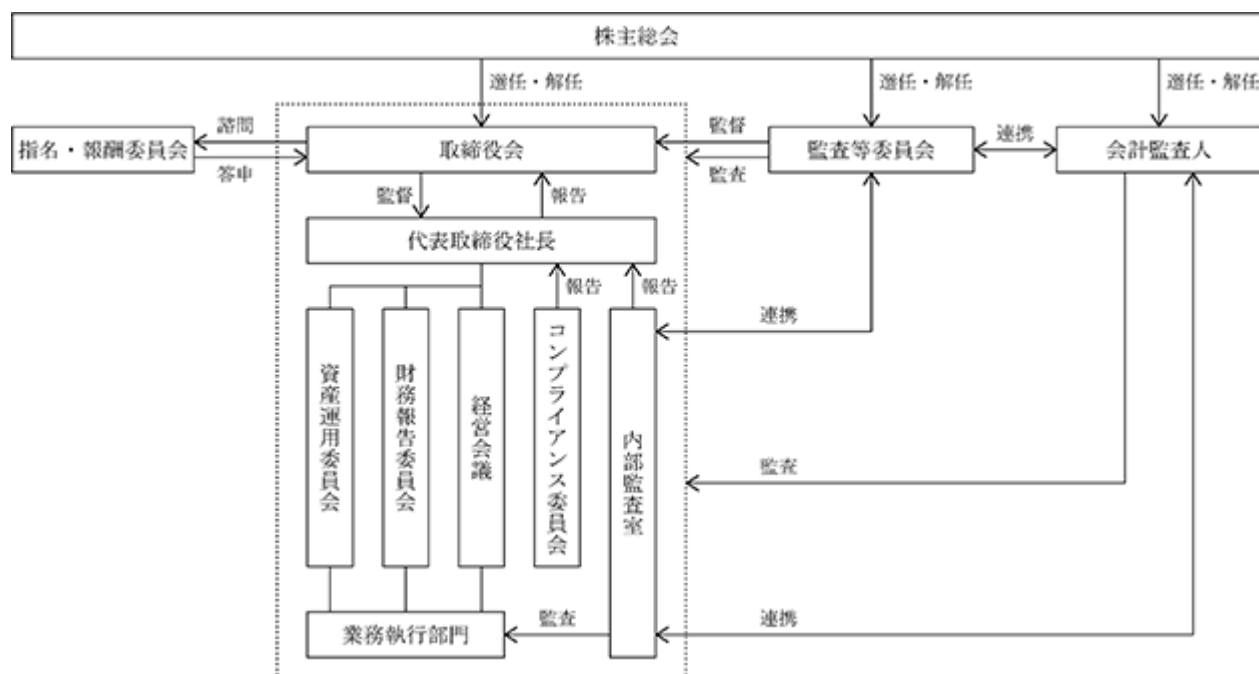 株主総会
選任・解任
選任・解任
選任・解任
諮問
監督
連携
指名・報酬委員会
取締役会
監査等委員会
会計監査人
答申
監査
監督
報告
代表取締役社長
報告
報告
連携
資産運用委員会
財務報告委員会
経営会議
コンプライアンス委員会
内部監査室
監査
業務執行部門
監査
連携